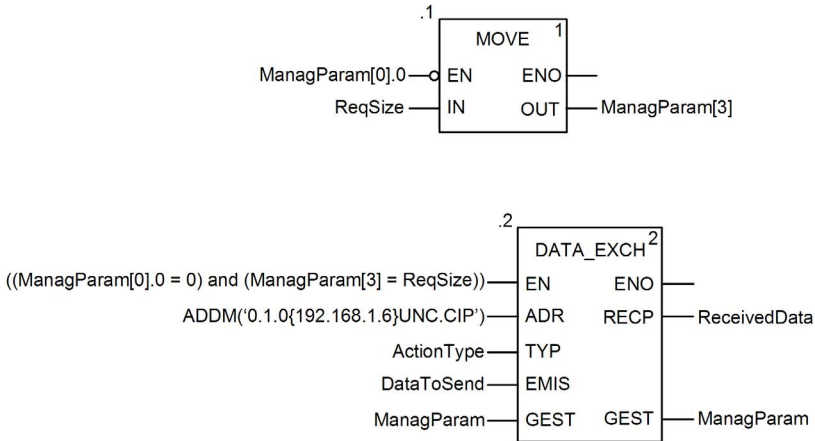 .1
1
MOVE
ManagParam[0].0 EN ENO
ReqSize IN OUT ManagParam[3]
.2
DATA_EXCH 2
((ManagParam[0].0 = 0) and (ManagParam[3] = ReqSize)) EN ENO
ADDM(‘0.1.0{192.168.1.6}UNC.CIP’) ADR RECP ReceivedData
ActionType TYP
DataToSend EMIS
ManagParam GEST GEST ManagParam